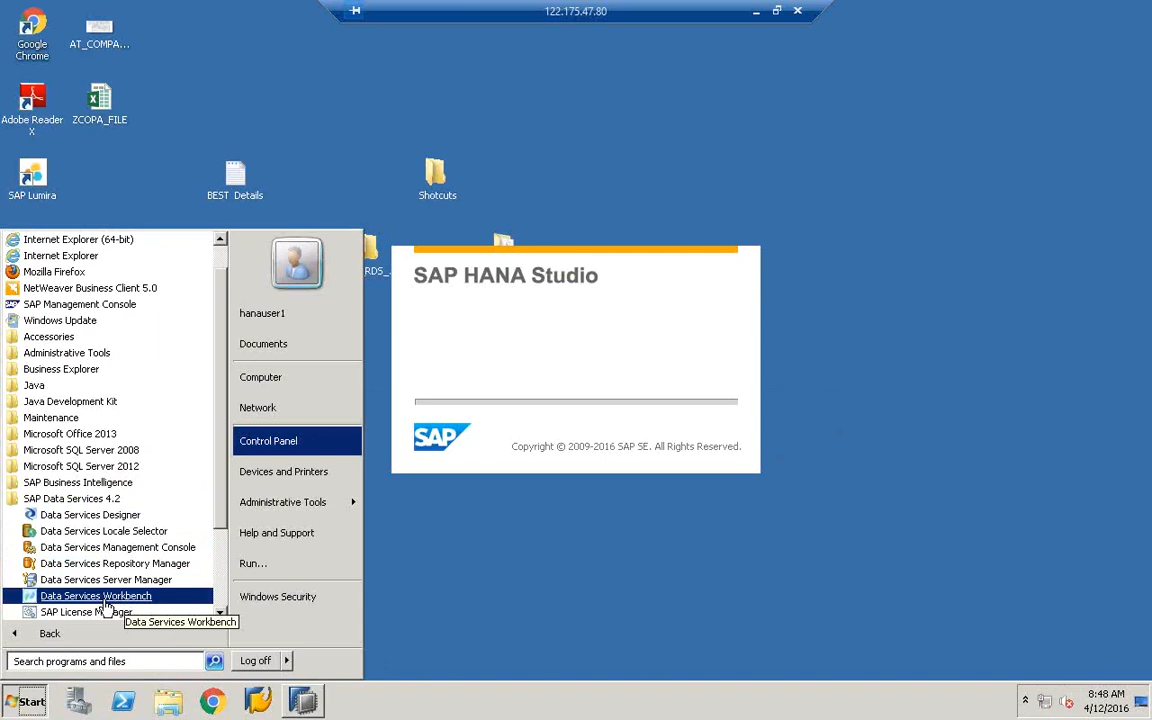 122.175.47.80
Google
Chrome
AT_COMPA...
Adobe Reader
X
ZCOPA_FILE
SAP Lumira
BEST Details
Shotcuts
RDS_...
Internet Explorer (64-bit)
Internet Explorer
Mozilla Firefox
NetWeaver Business Client 5.0
SAP Management Console
Windows Update
Accessories
Administrative Tools
Business Explorer
Java
Java Development Kit
Maintenance
Microsoft Office 2013
Microsoft SQL Server 2008
Microsoft SQL Server 2012
SAP Business Intelligence
SAP Data Services 4.2
Data Services Designer
Data Services Locale Selector
Data Services Management Console
Data Services Repository Manager
Data Services Server Manager
Data Services Workbench
SAP License Manager
Data Services Workbench
Back
Search programs and files
hanauser1
Documents
Computer
Network
Control Panel
Devices and Printers
Administrative Tools
Help and Support
Run...
Windows Security
Log off
SAP HANA Studio
SAP
Copyright © 2009-2016 SAP SE. All Rights Reserved.
Start
8:48 AM
4/12/2016